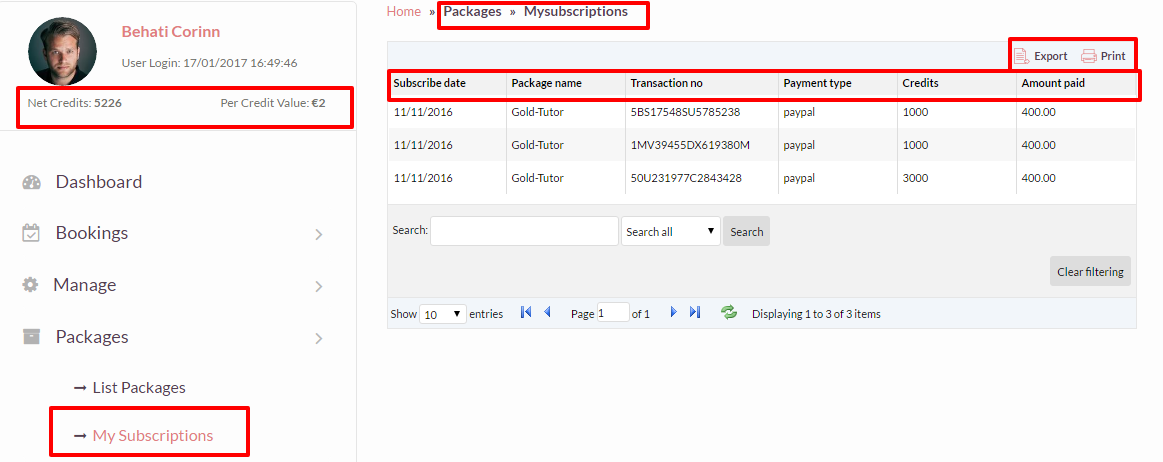 Behati Corinn
User Login: 17/01/2017 16:49:46
Net Credits: 5226 Per Credit Value: €2
Dashboard
Bookings
Manage
Packages
List Packages
My Subscriptions
Home » Packages » Mysubscriptions
Export Print
Subscribe date Package name Transaction no Payment type Credits Amount paid
11/11/2016 Gold-Tutor 5BS17548SU5785238 paypal 1000 400.00
11/11/2016 Gold-Tutor 1MV39455DX619380M paypal 1000 400.00
11/11/2016 Gold-Tutor 50U231977C2843428 paypal 3000 400.00
Search: Search all Search
Clear filtering
Show 10 entries Page 1 of 1 Displaying 1 to 3 of 3 items